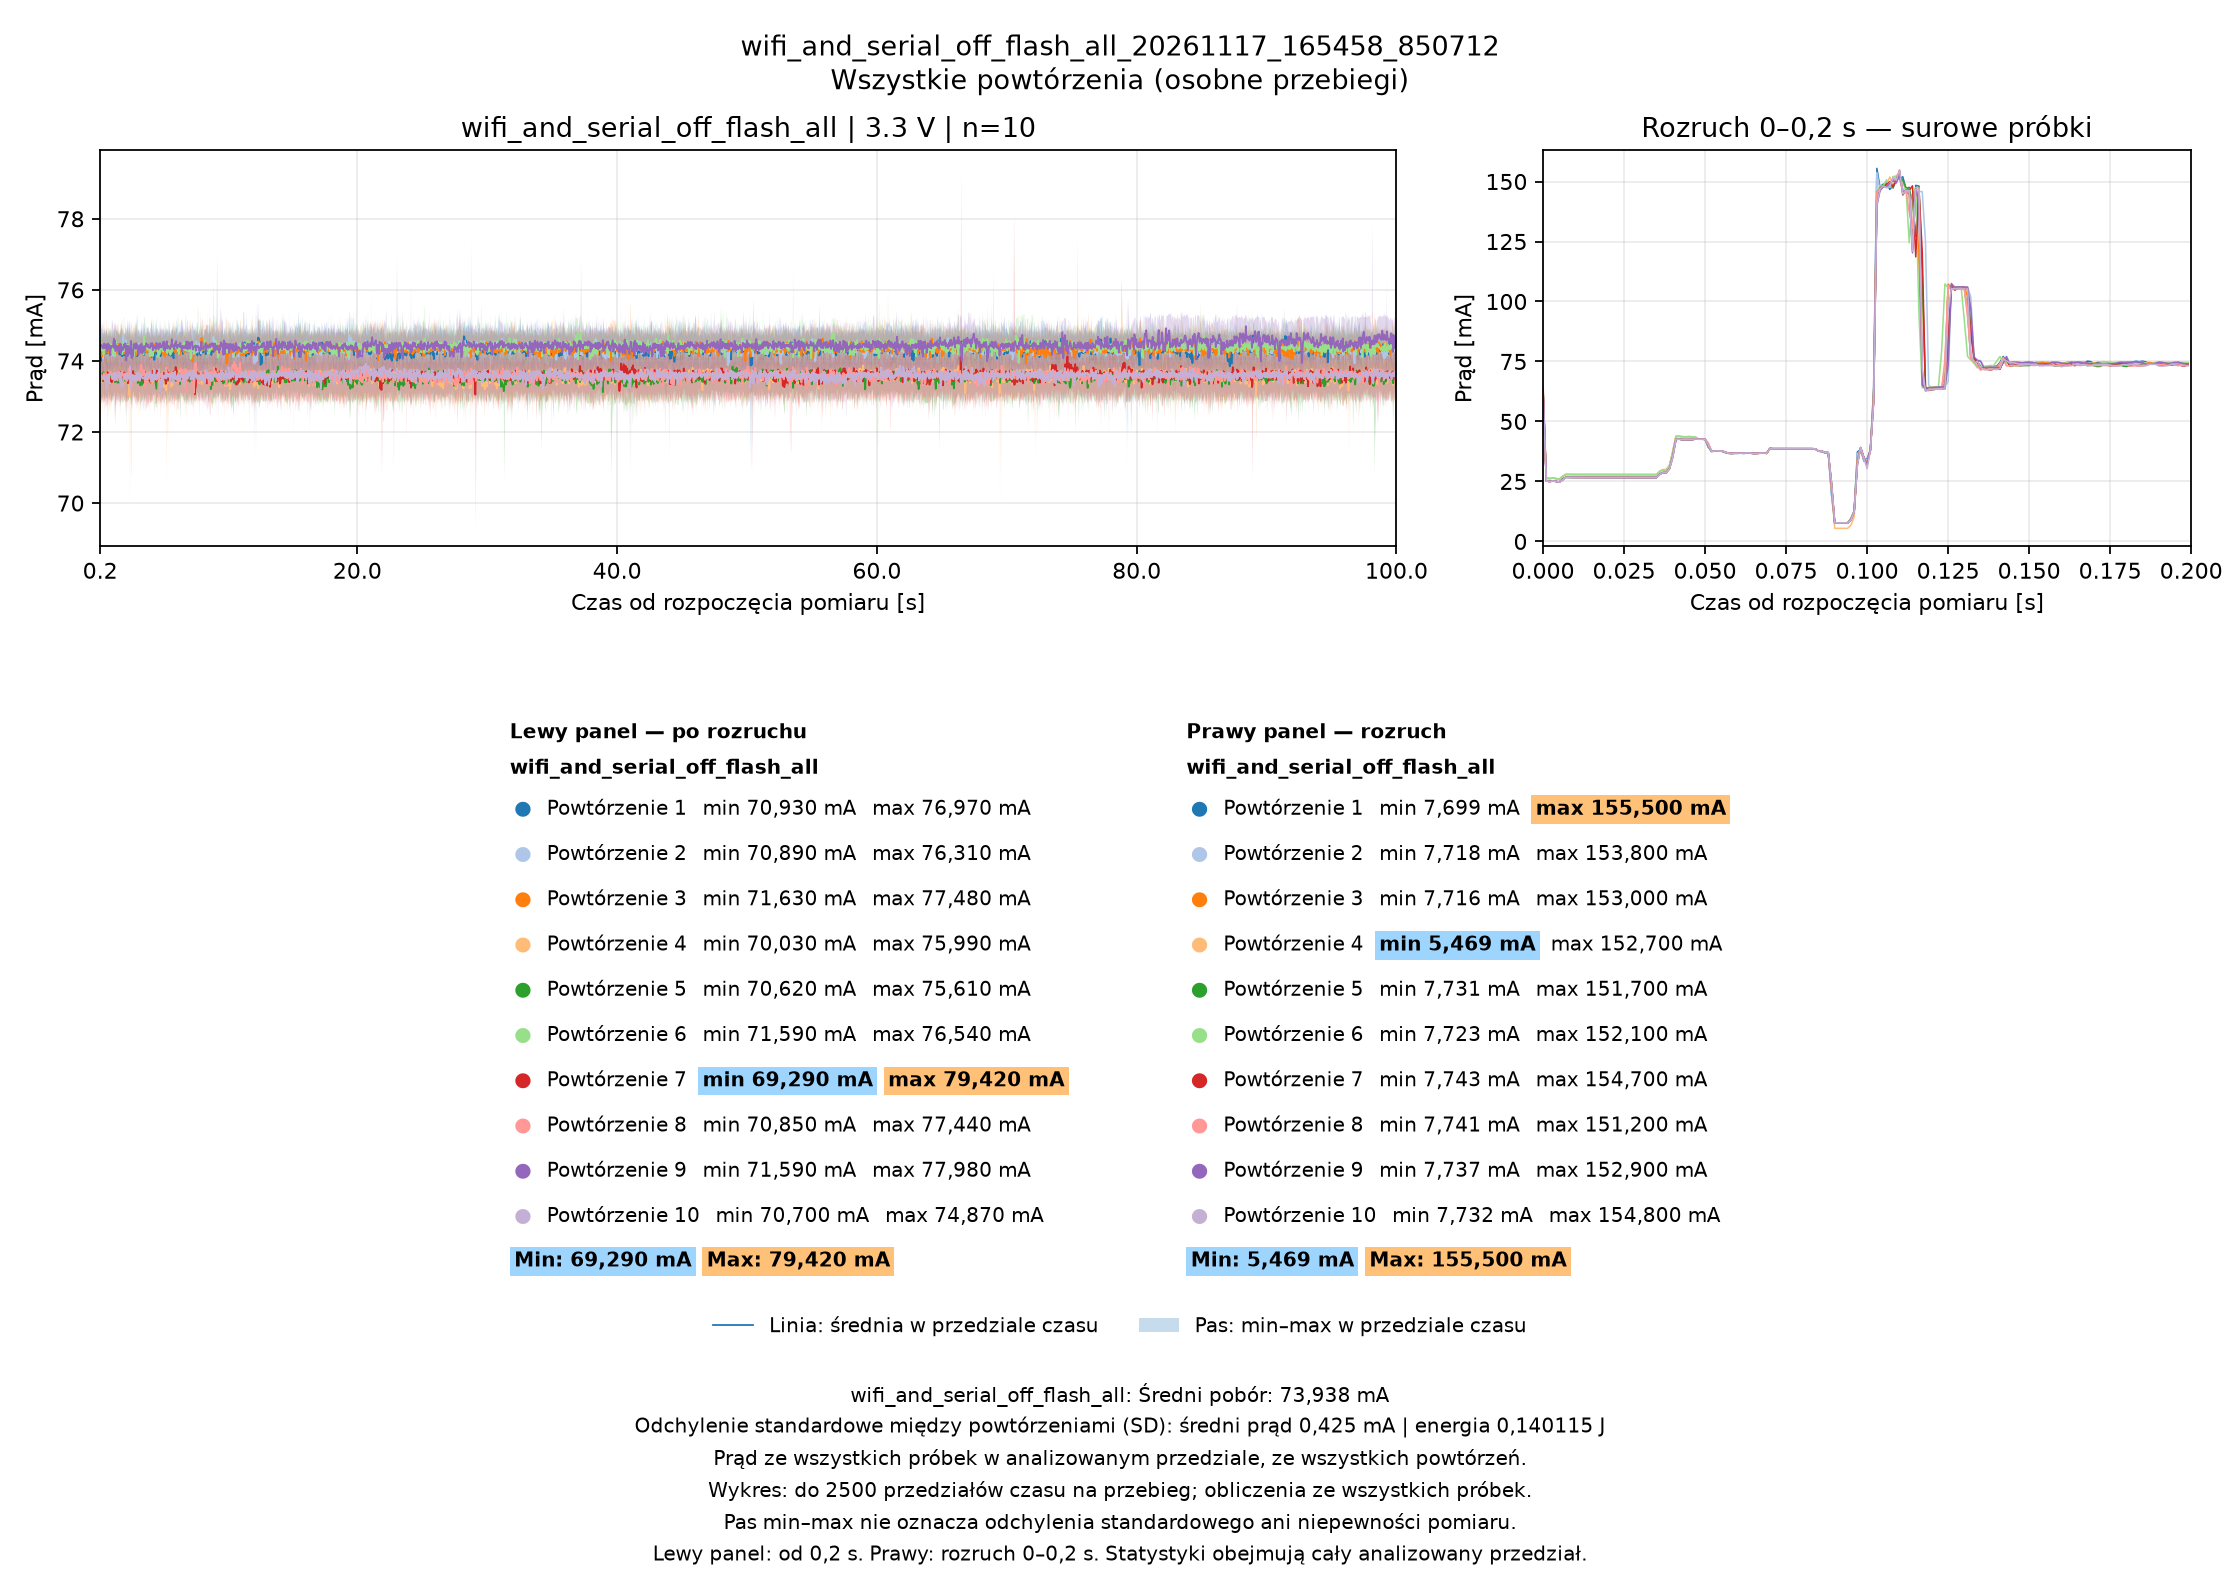 wifi_and_serial_off_flash_all_20261117_165458_850712
Wszystkie powtórzenia (osobne przebiegi)
wifi_and_serial_off_flash_all | 3.3 V | n=10
Prąd [mA]
78
76
74
72
70
0.2 20.0 40.0 60.0 80.0 100.0
Czas od rozpoczęcia pomiaru [s]
Rozruch 0–0,2 s — surowe próbki
Prąd [mA]
150
125
100
75
50
25
0
0.000 0.025 0.050 0.075 0.100 0.125 0.150 0.175 0.200
Czas od rozpoczęcia pomiaru [s]
Lewy panel — po rozruchu
wifi_and_serial_off_flash_all
Powtórzenie 1 min 70,930 mA max 76,970 mA
Powtórzenie 2 min 70,890 mA max 76,310 mA
Powtórzenie 3 min 71,630 mA max 77,480 mA
Powtórzenie 4 min 70,030 mA max 75,990 mA
Powtórzenie 5 min 70,620 mA max 75,610 mA
Powtórzenie 6 min 71,590 mA max 76,540 mA
Powtórzenie 7 min 69,290 mA max 79,420 mA
Powtórzenie 8 min 70,850 mA max 77,440 mA
Powtórzenie 9 min 71,590 mA max 77,980 mA
Powtórzenie 10 min 70,700 mA max 74,870 mA
Min: 69,290 mA Max: 79,420 mA
Prawy panel — rozruch
wifi_and_serial_off_flash_all
Powtórzenie 1 min 7,699 mA max 155,500 mA
Powtórzenie 2 min 7,718 mA max 153,800 mA
Powtórzenie 3 min 7,716 mA max 153,000 mA
Powtórzenie 4 min 5,469 mA max 152,700 mA
Powtórzenie 5 min 7,731 mA max 151,700 mA
Powtórzenie 6 min 7,723 mA max 152,100 mA
Powtórzenie 7 min 7,743 mA max 154,700 mA
Powtórzenie 8 min 7,741 mA max 151,200 mA
Powtórzenie 9 min 7,737 mA max 152,900 mA
Powtórzenie 10 min 7,732 mA max 154,800 mA
Min: 5,469 mA Max: 155,500 mA
Linia: średnia w przedziale czasu Pas: min–max w przedziale czasu
wifi_and_serial_off_flash_all: Średni pobór: 73,938 mA
Odchylenie standardowe między powtórzeniami (SD): średni prąd 0,425 mA | energia 0,140115 J
Prąd ze wszystkich próbek w analizowanym przedziale, ze wszystkich powtórzeń.
Wykres: do 2500 przedziałów czasu na przebieg; obliczenia ze wszystkich próbek.
Pas min–max nie oznacza odchylenia standardowego ani niepewności pomiaru.
Lewy panel: od 0,2 s. Prawy: rozruch 0–0,2 s. Statystyki obejmują cały analizowany przedział.